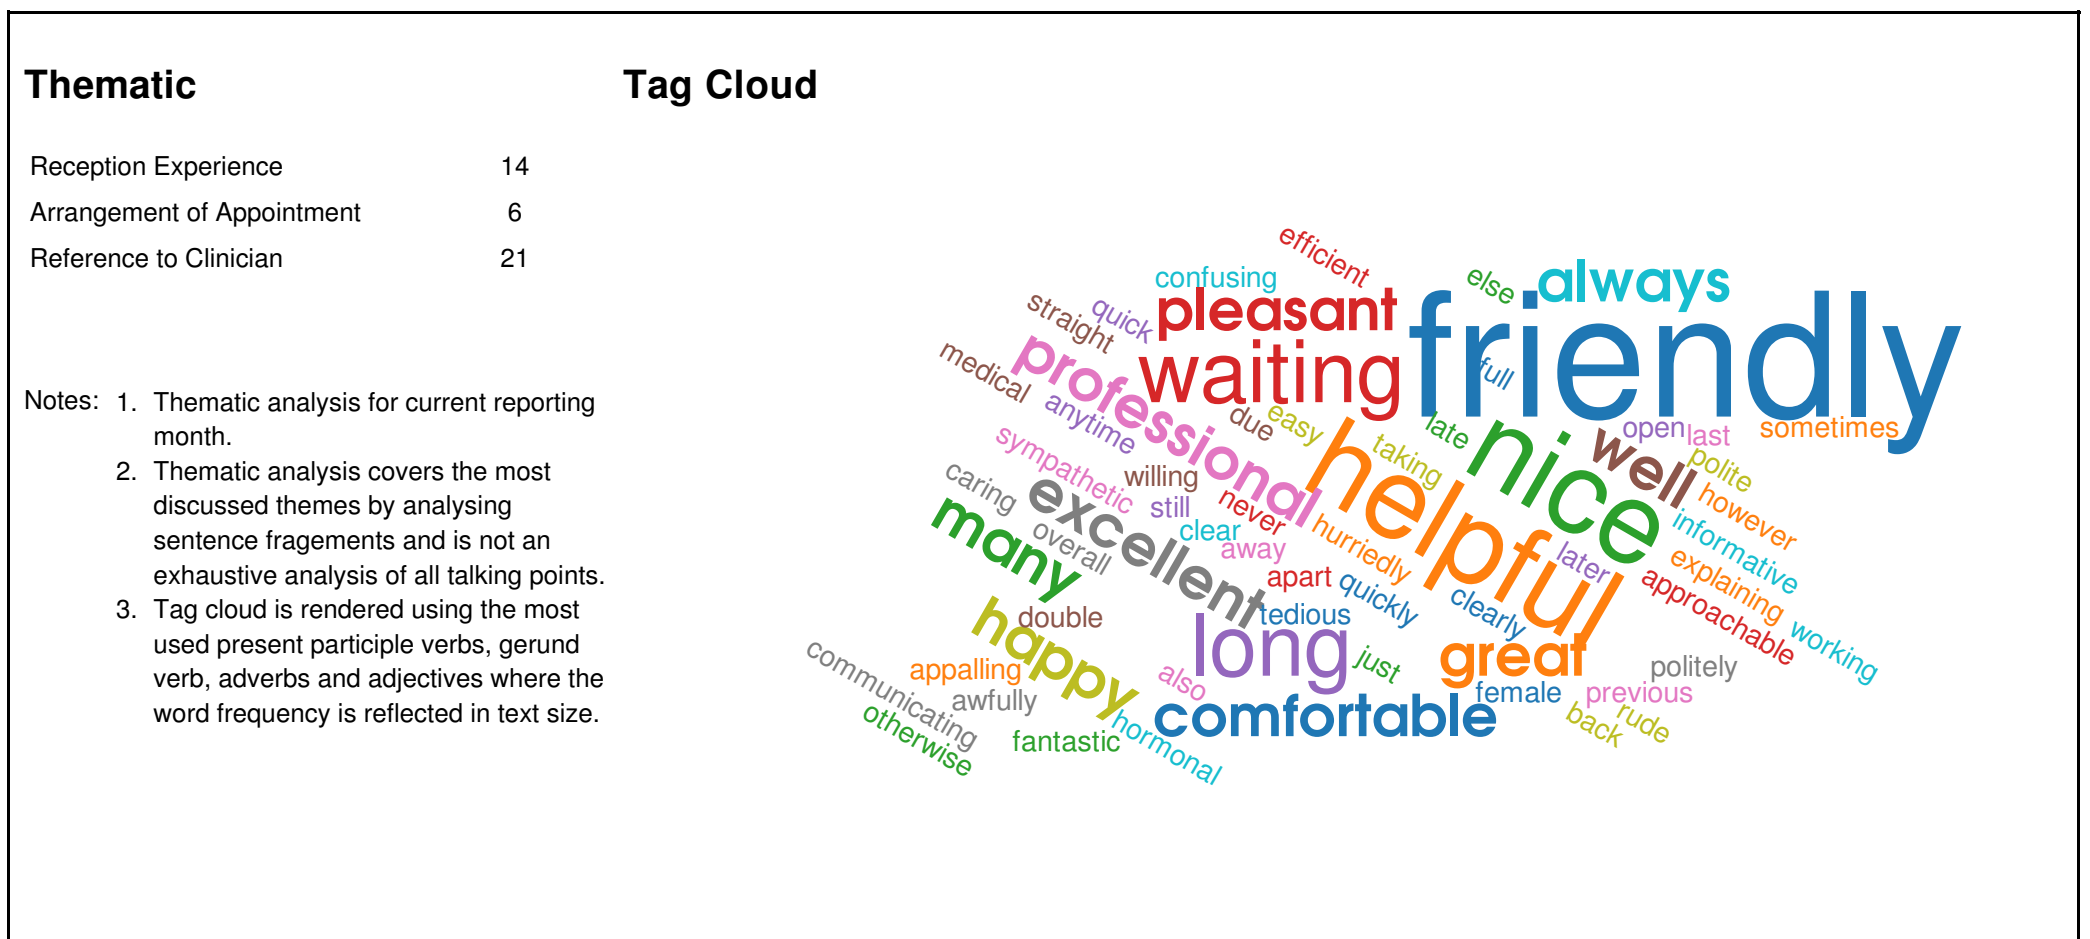 Thematic
Tag Cloud
Reception Experience 14
Arrangement of Appointment 6
Reference to Clinician 21
Notes: 1. Thematic analysis for current reporting
month.
2. Thematic analysis covers the most
discussed themes by analysing
sentence fragements and is not an
exhaustive analysis of all talking points.
3. Tag cloud is rendered using the most
used present participle verbs, gerund
verb, adverbs and adjectives where the
word frequency is reflected in text size.
efficient
confusing
else
always
straight
quick
pleasant
friendly
medical
professional
waiting
full
anytime
due
easy
late
nice
open
last
sometimes
sympathetic
taking
well
polite
caring
willing
helpful
however
excellent
still
never
many
overall
clear
away
hurriedly
later
informative
explaining
apart
quickly
clearly
approachable
double
tedious
happy
long
just
great
working
communicating
appalling
also
politely
awfully
female
previous
otherwise
fantastic
hormonal
comfortable
back
rude